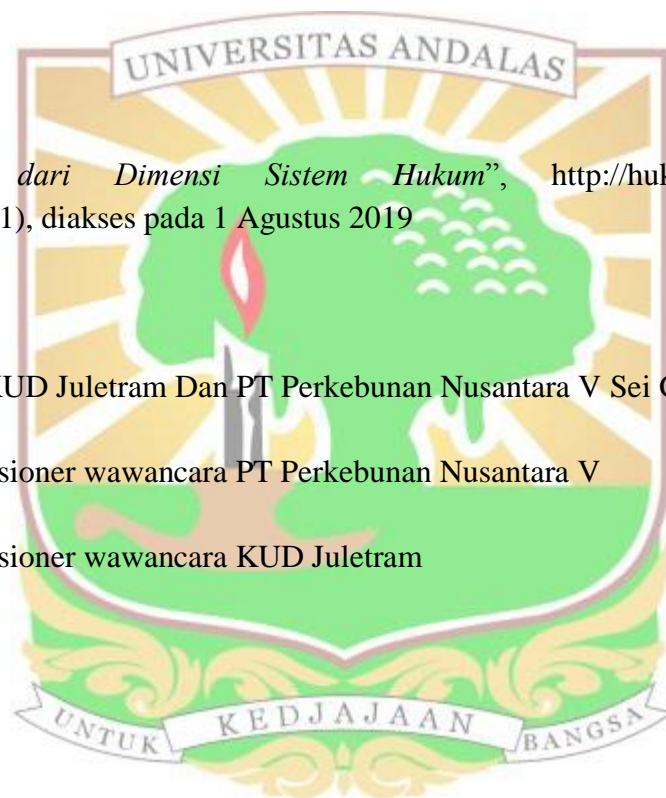 UNIVERSITAS ANDALAS
dari Dimensi Sistem Hukum”, http://huk
1), diakses pada 1 Agustus 2019
KUD Juletram Dan PT Perkebunan Nusantara V Sei
sioner wawancara PT Perkebunan Nusantara V
sioner wawancara KUD Juletram
UNTUK KEDJAJAAN BANGSA